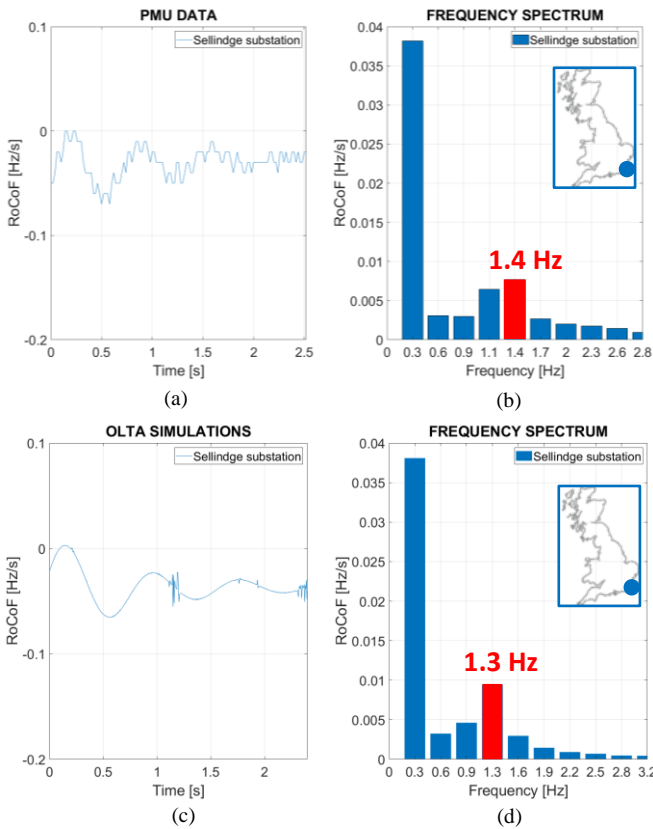 PMU DATA
FREQUENCY SPECTRUM
0.1
0
-0.1
-0.2
RoCoF [Hz/s]
Sellindge substation
0 0.5 1 1.5 2 2.5
Time [s]
(a)
0.04
0.035
0.03
0.025
0.02
0.015
0.01
0.005
0
RoCoF [Hz/s]
Sellindge substation
1.4 Hz
0.3 0.6 0.9 1.1 1.4 1.7 2 2.3 2.6 2.8
Frequency [Hz]
(b)
OLTA SIMULATIONS
FREQUENCY SPECTRUM
0.1
0
-0.1
-0.2
RoCoF [Hz/s]
Sellindge substation
0 0.5 1 1.5 2
Time [s]
(c)
0.04
0.035
0.03
0.025
0.02
0.015
0.01
0.005
0
RoCoF [Hz/s]
Sellindge substation
1.3 Hz
0.3 0.6 0.9 1.3 1.6 1.9 2.2 2.5 2.8 3.2
Frequency [Hz]
(d)